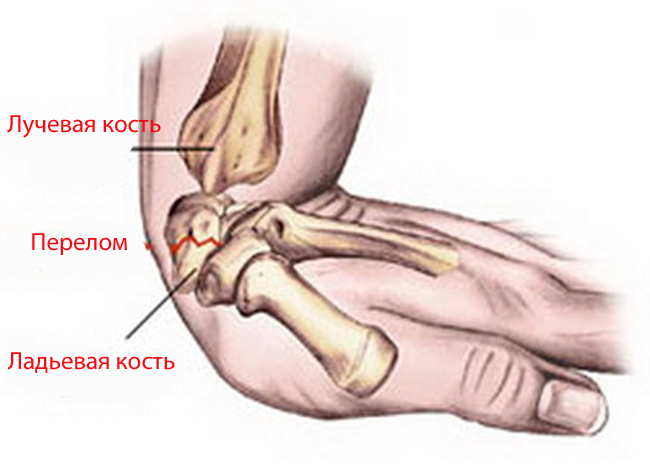 Лучевая кость
Перелом
Ладьевая кость